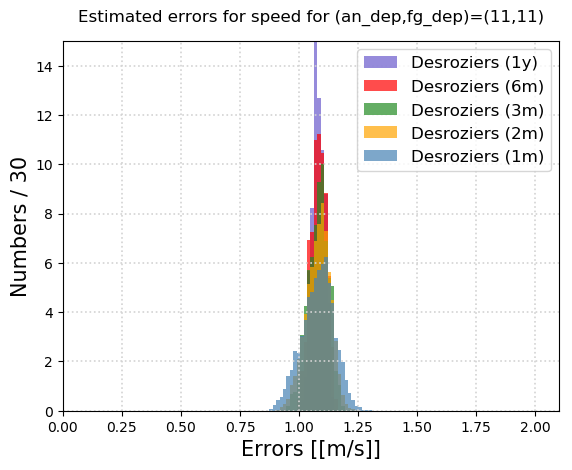 Estimated errors for speed for (an_dep,fg_dep)=(11,11)
Desroziers (1y)
Desroziers (6m)
Desroziers (3m)
Desroziers (2m)
Desroziers (1m)
Numbers / 30
14
12
10
8
6
4
2
0
0.00 0.25 0.50 0.75 1.00 1.25 1.50 1.75 2.00
Errors [[m/s]]